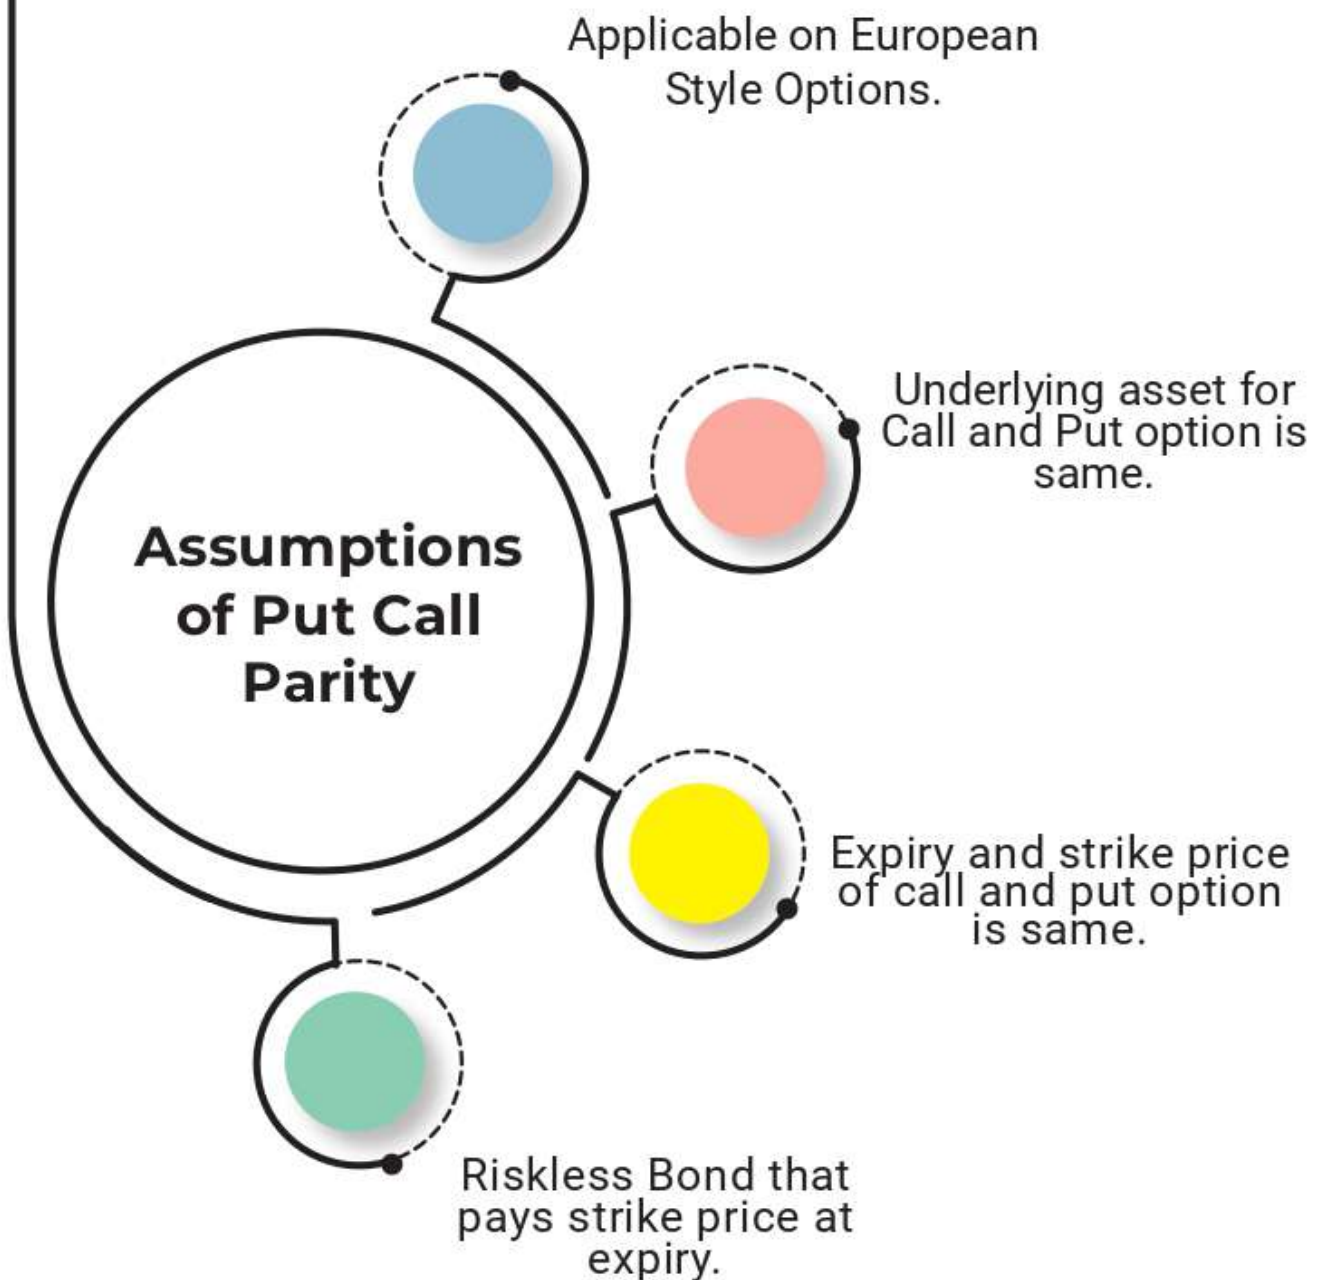 Applicable on European
Style Options.
Underlying asset for
Call and Put option is
same.
Assumptions
of Put Call
Parity
Expiry and strike price
of call and put option
is same.
Riskless Bond that
pays strike price at
expiry.